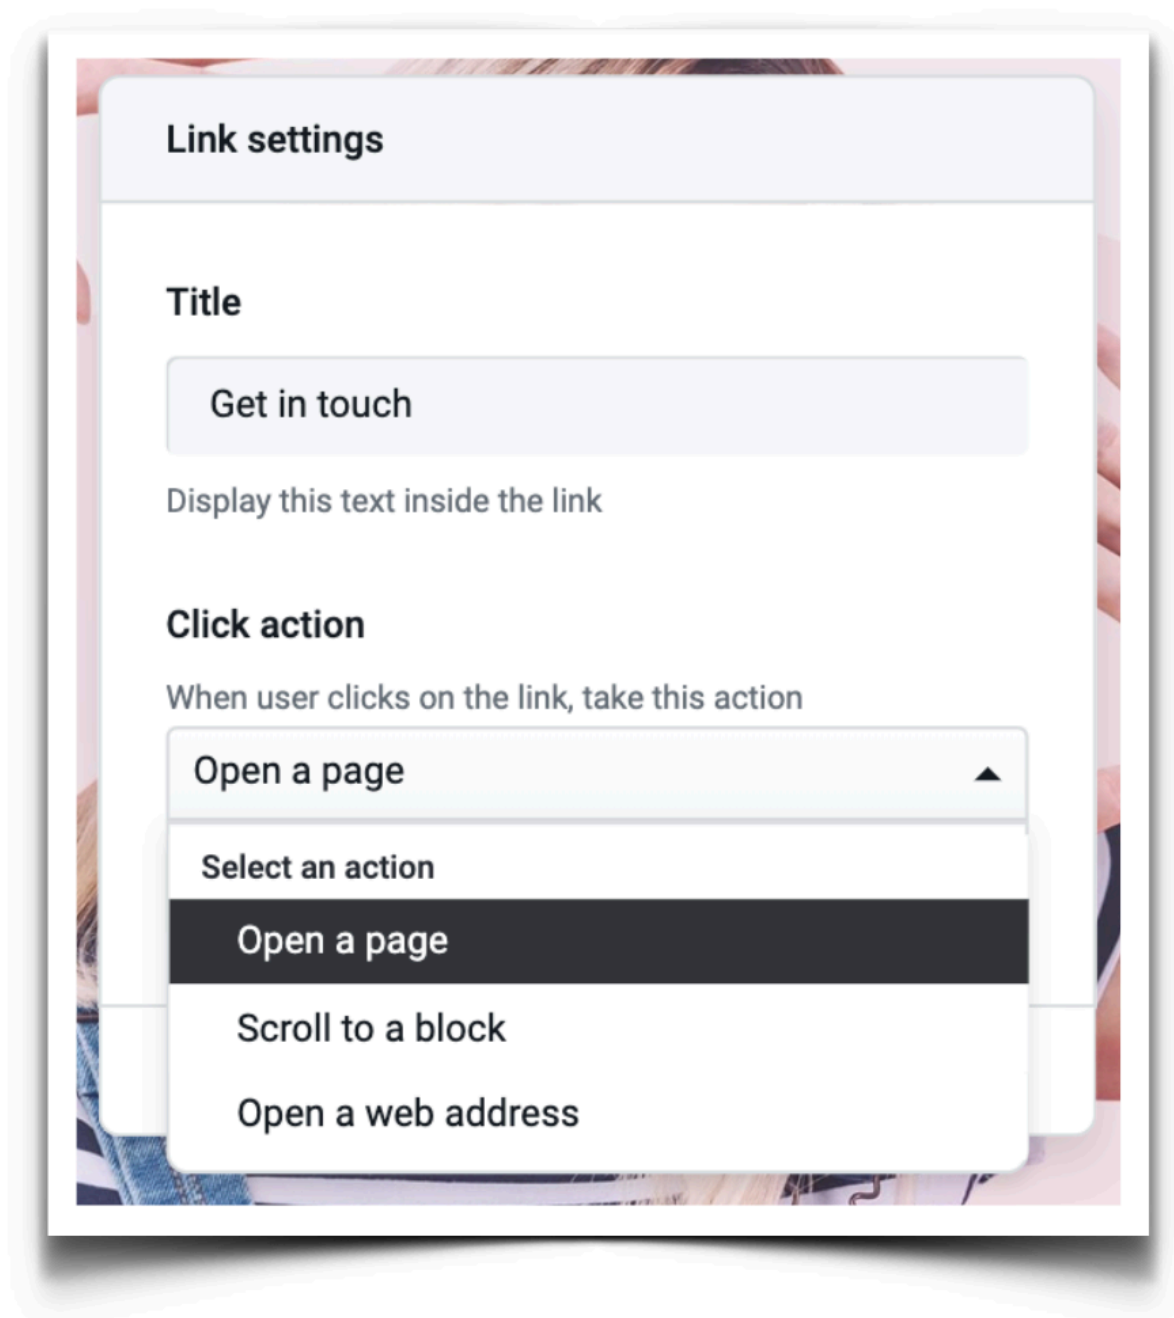 Link settings
Title
Get in touch
Display this text inside the link
Click action
When user clicks on the link, take this action
Open a page
Select an action
Open a page
Scroll to a block
Open a web address